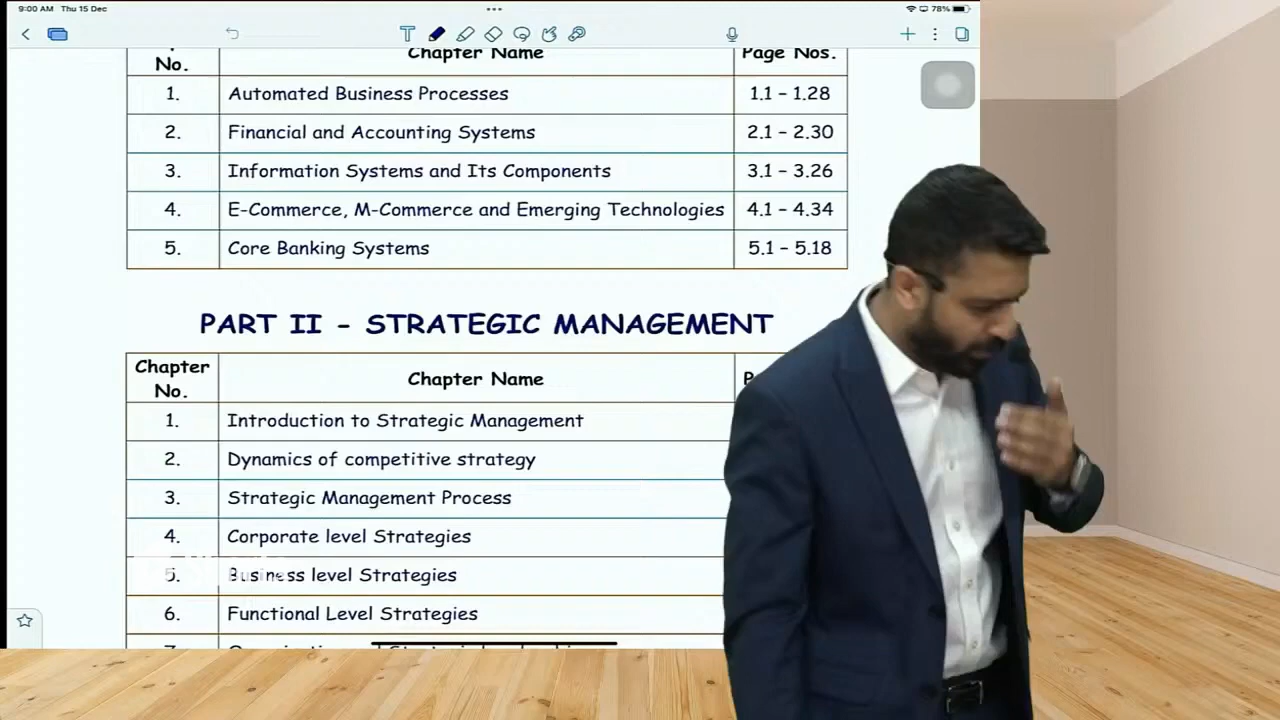 9:00 AM Thu 15 Dec
78%
No. Chapter Name Page Nos.
1. Automated Business Processes 1.1 – 1.28
2. Financial and Accounting Systems 2.1 – 2.30
3. Information Systems and Its Components 3.1 – 3.26
4. E-Commerce, M-Commerce and Emerging Technologies 4.1 – 4.34
5. Core Banking Systems 5.1 – 5.18
PART II - STRATEGIC MANAGEMENT
Chapter
No. Chapter Name
1. Introduction to Strategic Management
2. Dynamics of competitive strategy
3. Strategic Management Process
4. Corporate level Strategies
5. Business level Strategies
6. Functional Level Strategies